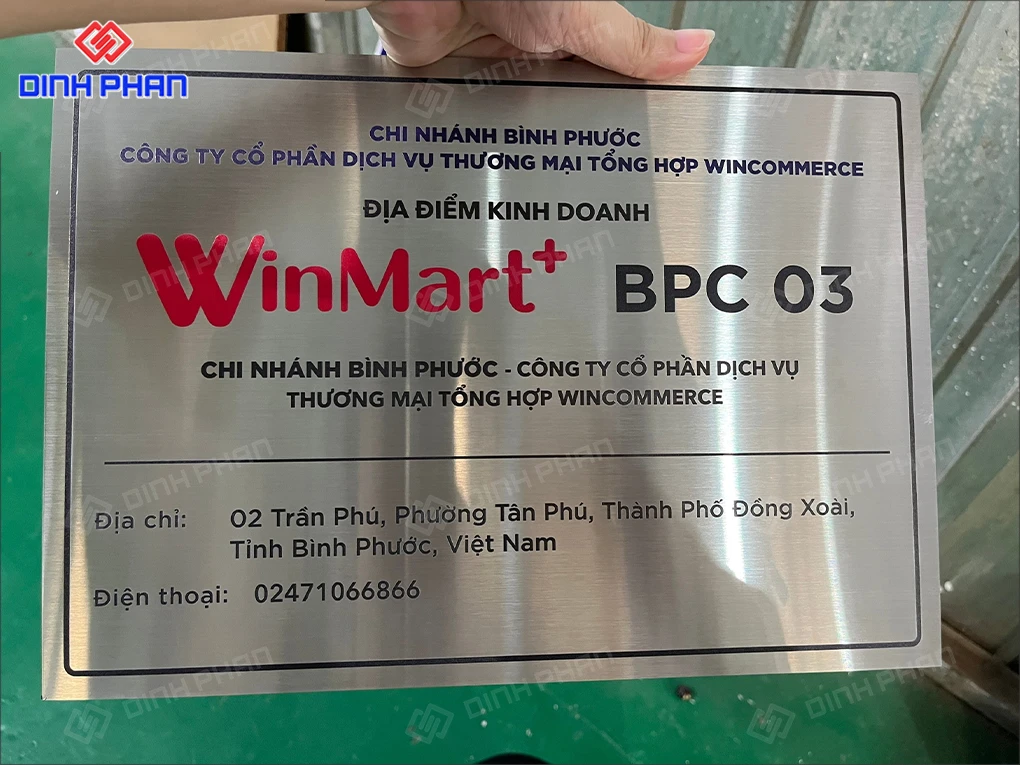 DINH PHAN
CHI NHÁNH BÌNH PHƯỚC
CÔNG TY CỔ PHẦN DỊCH VỤ THƯƠNG MẠI TỔNG HỢP WINCOMMERCE
ĐỊA ĐIỂM KINH DOANH
WinMart+ BPC 03
CHI NHÁNH BÌNH PHƯỚC - CÔNG TY CỔ PHẦN DỊCH VỤ
THƯƠNG MẠI TỔNG HỢP WINCOMMERCE
Địa chỉ: 02 Trần Phú, Phường Tân Phú, Thành Phố Đồng Xoài,
Tỉnh Bình Phước, Việt Nam
Điện thoại: 02471066866